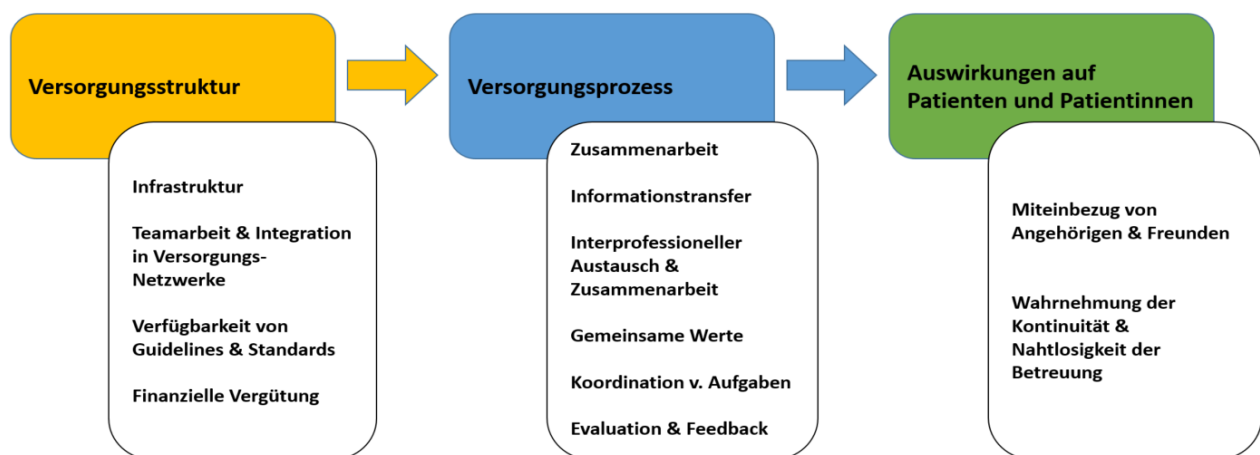 Versorgungsstruktur
Infrastruktur
Teamarbeit & Integration
in Versorgungs-
Netzwerke
Verfügbarkeit von
Guidelines & Standards
Finanzielle Vergütung
Versorgungsprozess
Zusammenarbeit
Informationstransfer
Interprofessioneller
Austausch &
Zusammenarbeit
Gemeinsame Werte
Koordination v. Aufgaben
Evaluation & Feedback
Auswirkungen auf
Patienten und Patientinnen
Miteinbezug von
Angehörigen & Freunden
Wahrnehmung der
Kontinuität &
Nahtlosigkeit der
Betreuung